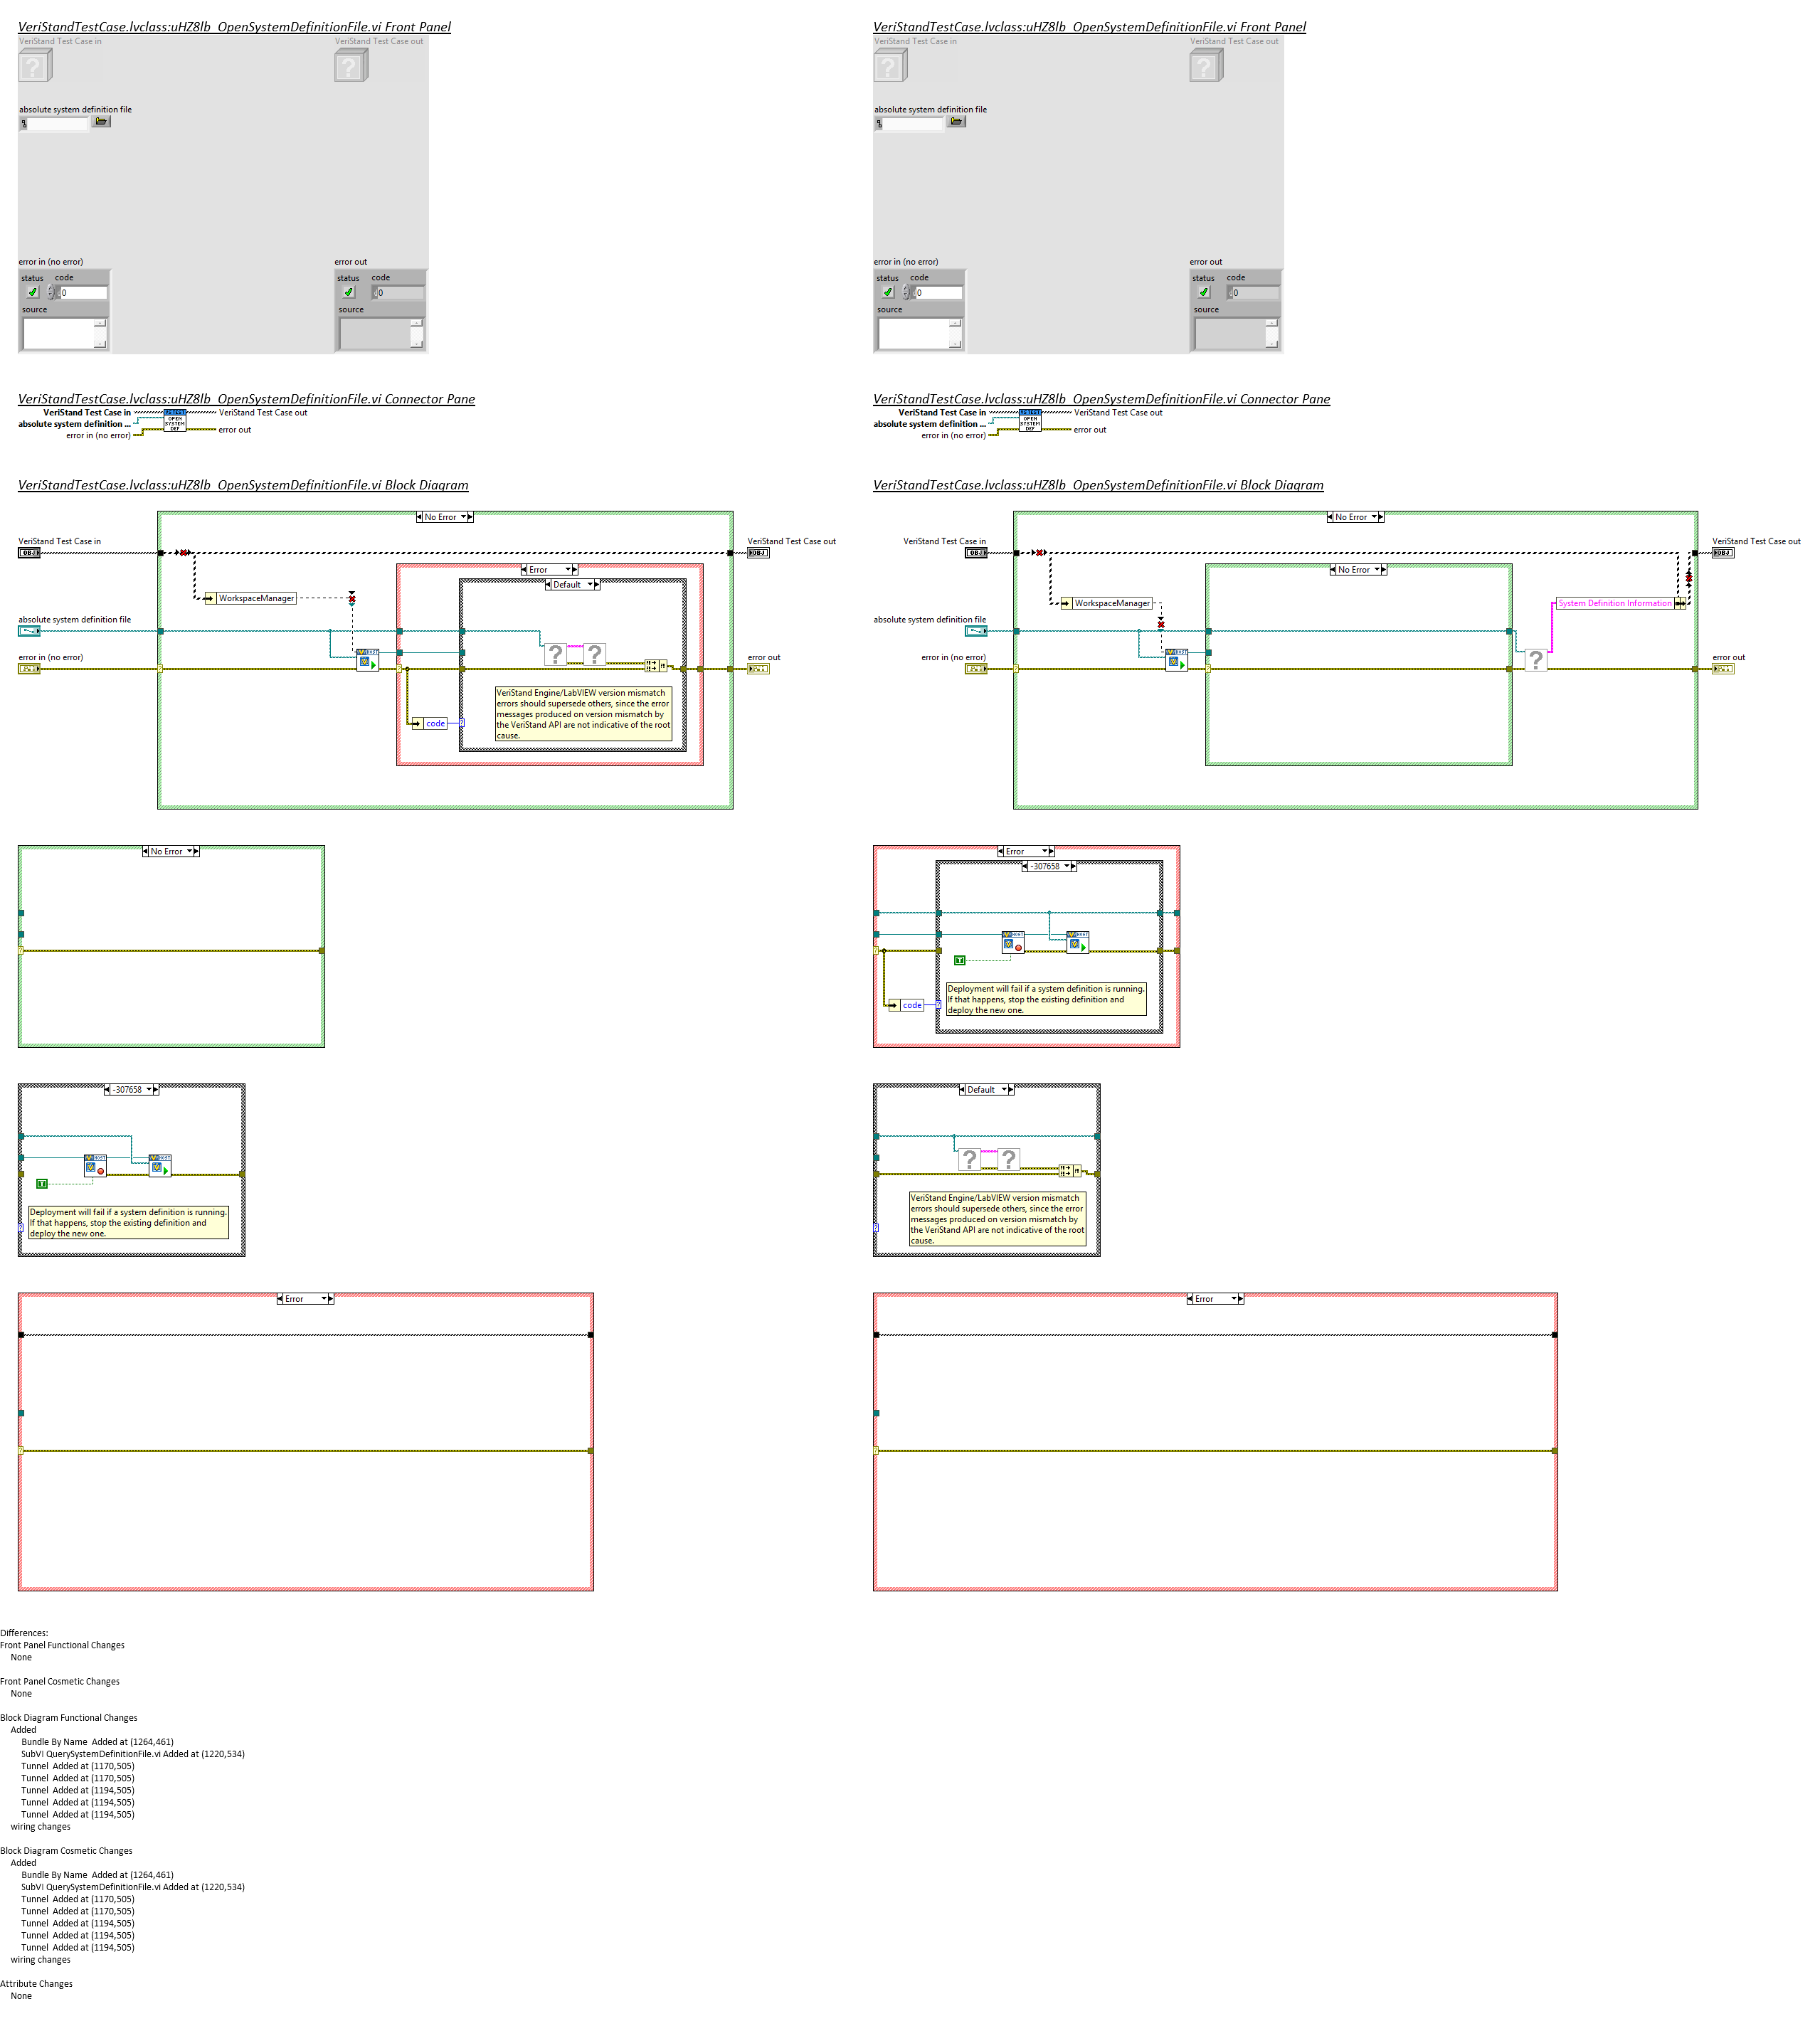 VeriStandTestCase.lvclass:uHZ8lb_OpenSystemDefinitionFile.vi Front Panel
VeriStand Test Case in
VeriStand Test Case out
absolute system definition file
error in (no error)
status code
0
source
error out
status code
0
source
VeriStandTestCase.lvclass:uHZ8lb_OpenSystemDefinitionFile.vi Connector Pane
VeriStand Test Case in
absolute system definition ...
error in (no error)
OPEN
SYSTEM
DEF
VeriStand Test Case out
error out
VeriStandTestCase.lvclass:uHZ8lb_OpenSystemDefinitionFile.vi Block Diagram
No Error
VeriStand Test Case in
OBJ
VeriStand Test Case out
OBJ
Error
Default
WorkspaceManager
absolute system definition file
error in (no error)
HOST
error out
VeriStand Engine/LabVIEW version mismatch
errors should supersede others, since the error
messages produced on version mismatch by
the VeriStand API are not indicative of the root
cause.
code
No Error
-307658
HOST
HOST
T
Deployment will fail if a system definition is running.
If that happens, stop the existing definition and
deploy the new one.
Error
VeriStandTestCase.lvclass:uHZ8lb_OpenSystemDefinitionFile.vi Front Panel
VeriStand Test Case in
VeriStand Test Case out
absolute system definition file
error in (no error)
status code
0
source
error out
status code
0
source
VeriStandTestCase.lvclass:uHZ8lb_OpenSystemDefinitionFile.vi Connector Pane
VeriStand Test Case in
absolute system definition ...
error in (no error)
OPEN
SYSTEM
DEF
VeriStand Test Case out
error out
VeriStandTestCase.lvclass:uHZ8lb_OpenSystemDefinitionFile.vi Block Diagram
No Error
VeriStand Test Case in
OBJ
VeriStand Test Case out
OBJ
No Error
WorkspaceManager
System Definition Information
absolute system definition file
error in (no error)
HOST
error out
Error
-307658
HOST
HOST
T
code
Deployment will fail if a system definition is running.
If that happens, stop the existing definition and
deploy the new one.
Default
VeriStand Engine/LabVIEW version mismatch
errors should supersede others, since the error
messages produced on version mismatch by
the VeriStand API are not indicative of the root
cause.
Error
Differences:
Front Panel Functional Changes
None
Front Panel Cosmetic Changes
None
Block Diagram Functional Changes
Added
Bundle By Name  Added at (1264,461)
SubVI QuerySystemDefinitionFile.vi Added at (1220,534)
Tunnel  Added at (1170,505)
Tunnel  Added at (1170,505)
Tunnel  Added at (1194,505)
Tunnel  Added at (1194,505)
Tunnel  Added at (1194,505)
wiring changes
Block Diagram Cosmetic Changes
Added
Bundle By Name  Added at (1264,461)
SubVI QuerySystemDefinitionFile.vi Added at (1220,534)
Tunnel  Added at (1170,505)
Tunnel  Added at (1170,505)
Tunnel  Added at (1194,505)
Tunnel  Added at (1194,505)
Tunnel  Added at (1194,505)
wiring changes
Attribute Changes
None